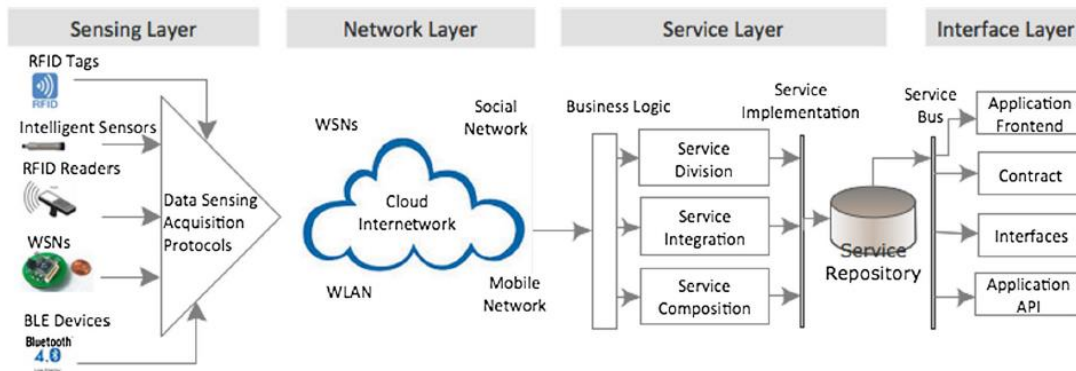 Sensing Layer
Network Layer
Service Layer
Interface Layer
RFID Tags
RFID
Intelligent Sensors
RFID Readers
WSNs
BLE Devices
Bluetooth
4.0
Data Sensing
Acquisition
Protocols
WSNs
Social
Network
Cloud
Internetwork
WLAN
Mobile
Network
Business Logic
Service
Division
Service
Integration
Service
Composition
Service
Implementation
Service
Repository
Service
Bus
Application
Frontend
Contract
Interfaces
Application
API